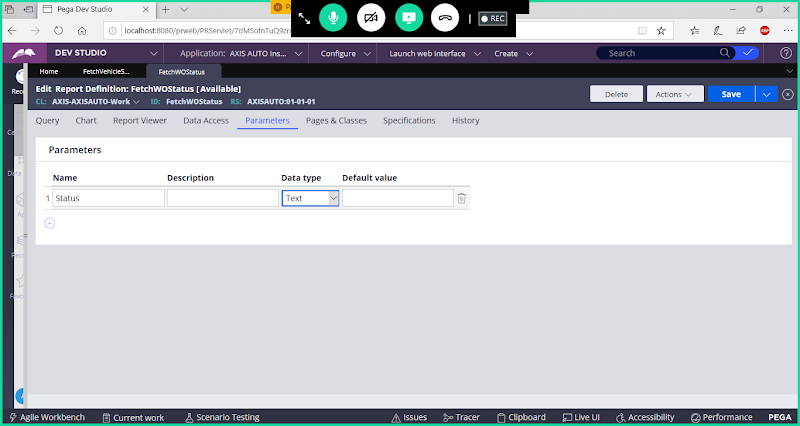 Pega Dev Studio
REC
localhost:8080/prweb/PRServlet/7dMSofnTuQ9zr
DEV STUDIO
Application: AXIS AUTO Ins...
Configure
Launch web interface
Create
Search
Home
FetchVehicleS...
FetchWOStatus
Edit Report Definition: FetchWOStatus [Available]
CL: AXIS-AXISAUTO-Work ID: FetchWOStatus RS: AXISAUTO:01-01-01
Delete
Actions
Save
Query
Chart
Report Viewer
Data Access
Parameters
Pages & Classes
Specifications
History
Parameters
Name Description Data type Default value
1 Status Text
Agile Workbench
Current work
Scenario Testing
Issues
Tracer
Clipboard
Live UI
Accessibility
Performance
PEGA